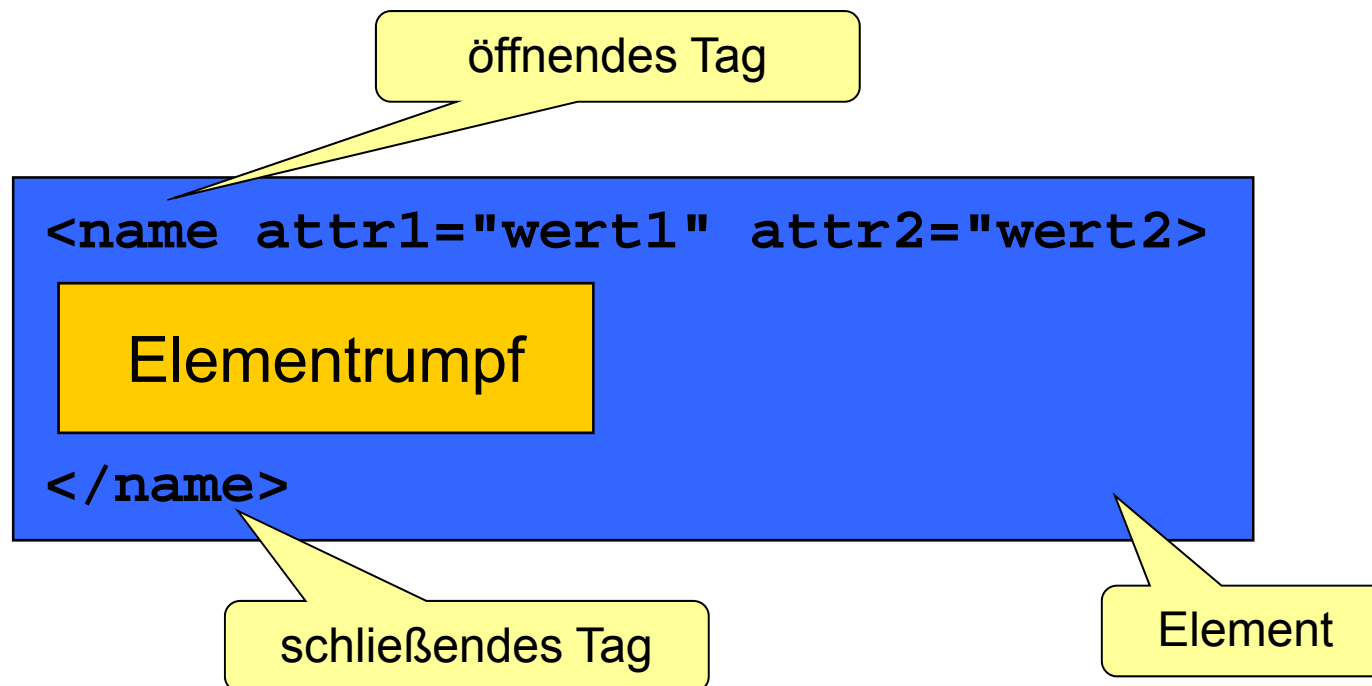 öffnendes Tag
<name attr1="wert1" attr2="wert2>
Elementrumpf
</name>
schließendes Tag
Element